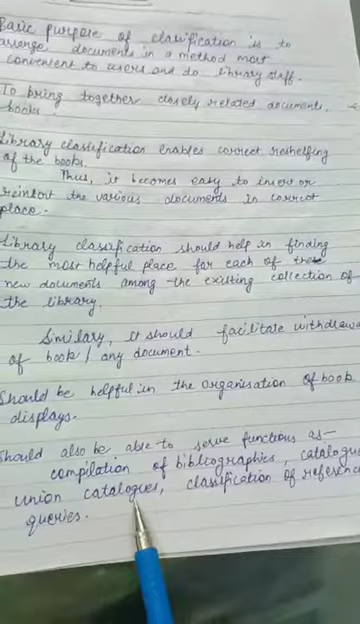 Basic purpose of classification is to
arrange documents in a method most
convenient to users and do library staff.
To bring together closely related documents,
books.
Library classification enables correct reshelfing
of the books.
Thus, it becomes easy to insert or
reinsert the various documents in correct
place.
Library classification should help in finding
the most helpful place for each of these
new documents among the existing collection of
the library.
Similary, it should facilitate withdrawa
of book / any document.
Should be helpful in the organisation of book
displays.
Should also be able to serve functions as-
compilation of bibliographies, catalogue
union catalogues, classification of reference
queries.